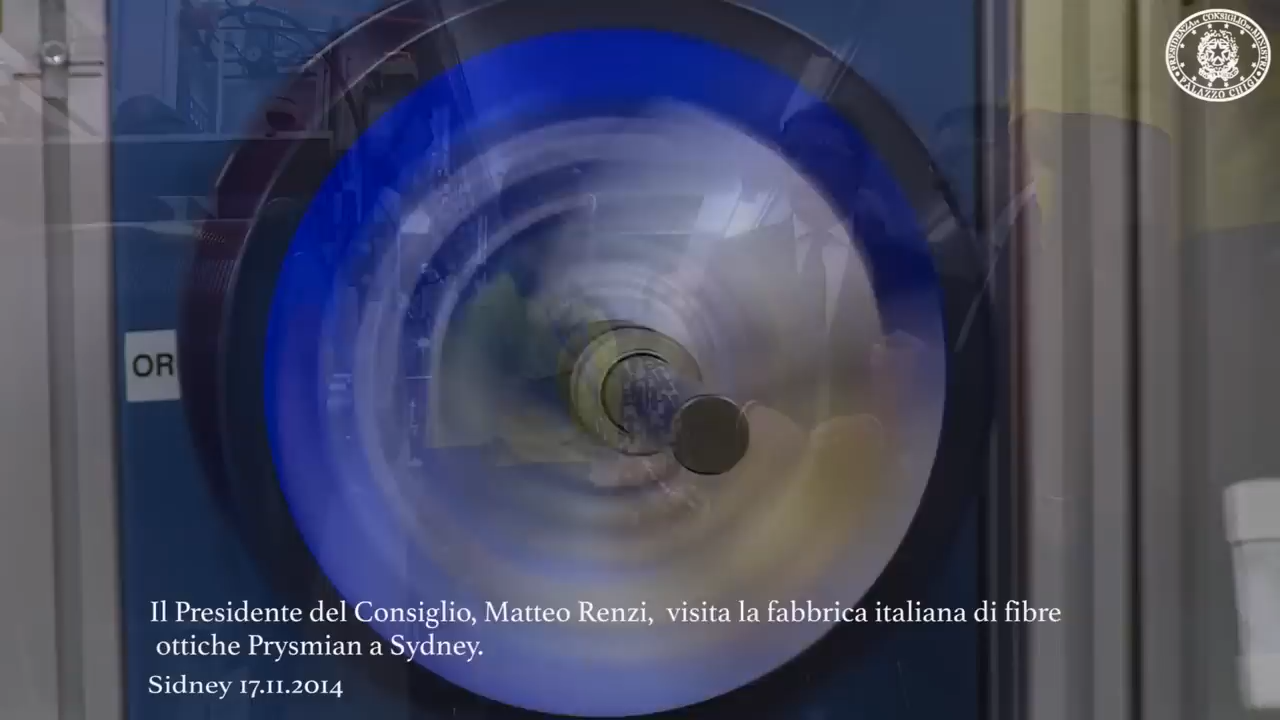 PRESIDENZA DEL CONSIGLIO DEI MINISTRI
PALAZZO CHIGI
OR
Il Presidente del Consiglio, Matteo Renzi, visita la fabbrica italiana di fibre
ottiche Prysmian a Sydney.
Sidney 17.11.2014